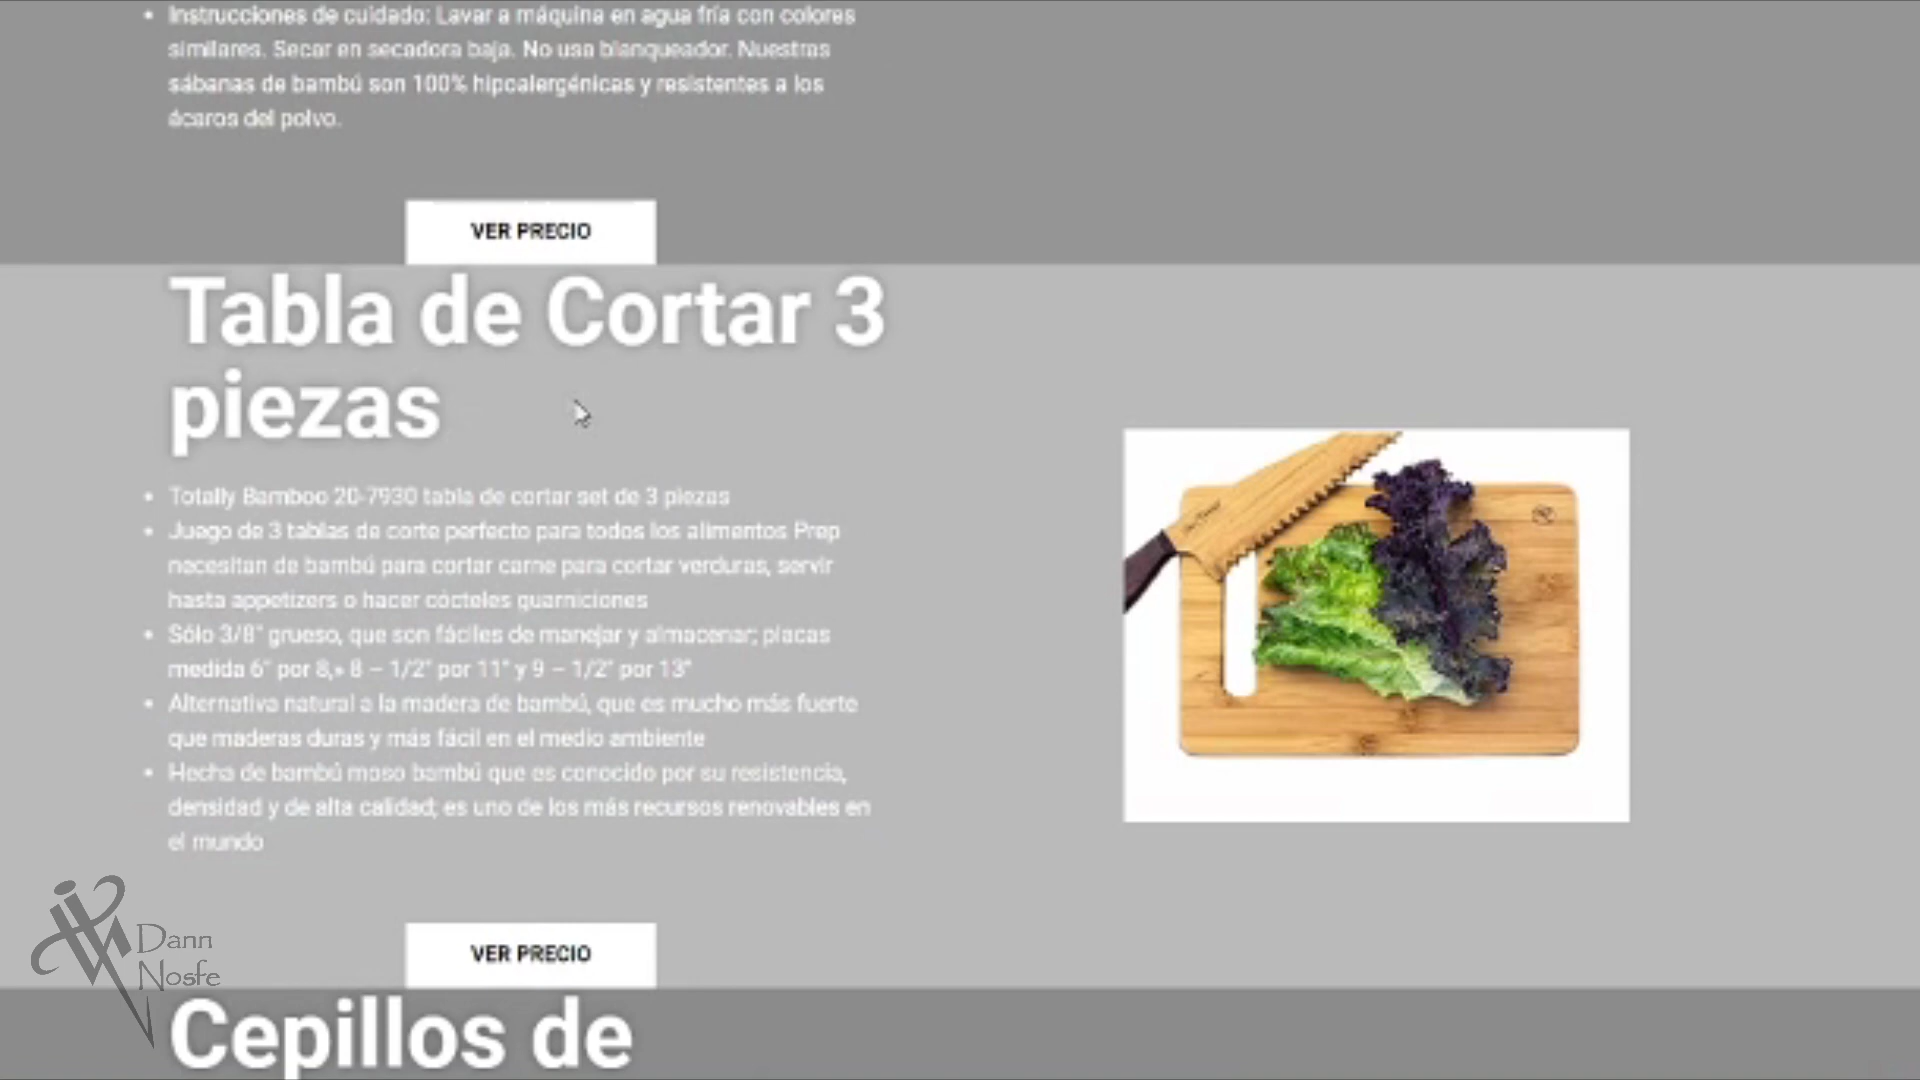 Instrucciones de cuidado: Lavar a máquina en agua fría con colores
similares. Secar en secadora baja. No usa blanqueador. Nuestras
sábanas de bambú son 100% hipoalergénicas y resistentes a los
ácaros del polvo.
VER PRECIO
Tabla de Cortar 3
piezas
Totally Bamboo 20-7930 tabla de cortar set de 3 piezas
Juego de 3 tablas de corte perfecto para todos los alimentos Prep
necesitan de bambú para cortar carne para cortar verduras, servir
hasta appetizers o hacer cócteles guarniciones
Sólo 3/8" grueso, que son fáciles de manejar y almacenar; placas
medida 6" por 8,» 8 – 1/2" por 11" y 9 – 1/2" por 13"
Alternativa natural a la madera de bambú, que es mucho más fuerte
que maderas duras y más fácil en el medio ambiente
Hecha de bambú moso bambú que es conocido por su resistencia,
densidad y de alta calidad; es uno de los más recursos renovables en
el mundo
VER PRECIO
Dann
Nosfe
Cepillos de